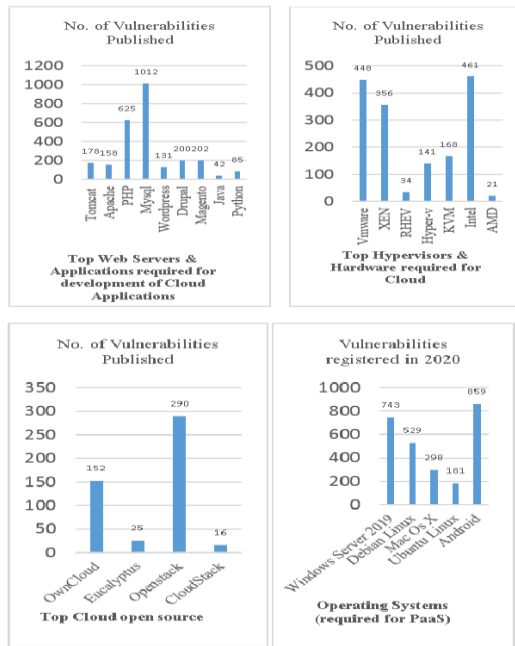 No. of Vulnerabilities
Published
1200
1000
800
600
400
200
0
178
158
625
1012
131
200
202
42
85
Tomcat
Apache
PHP
Mysql
Wordpress
Drupal
Magento
Java
Python
Top Web Servers &
Applications required for
development of Cloud
Applications
No. of Vulnerabilities
Published
500
400
300
200
100
0
448
356
34
141
168
461
21
Vmware
XEN
RHEV
Hyper-v
KVM
Intel
AMD
Top Hypervisors &
Hardware required for
Cloud
No. of Vulnerabilities
Published
350
300
250
200
150
100
50
0
152
25
290
16
OwnCloud
Eucalyptus
Openstack
CloudStack
Top Cloud open source
Vulnerabilities
registered in 2020
1000
800
600
400
200
0
743
529
298
181
859
Windows Server 2019
Debian Linux
Mac Os X
Ubuntu Linux
Android
Operating Systems
(required for PaaS)